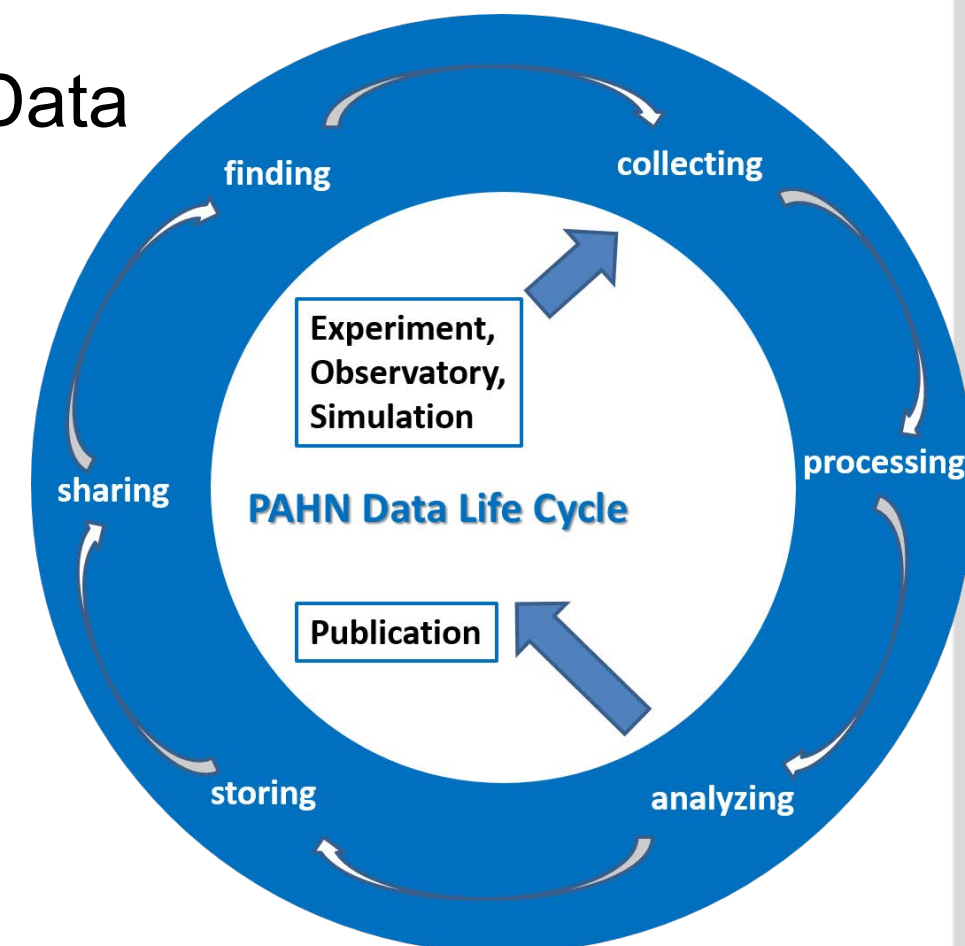 Data
finding
collecting
Experiment,
Observatory,
Simulation
processing
sharing
PAHN Data Life Cycle
Publication
storing
analyzing